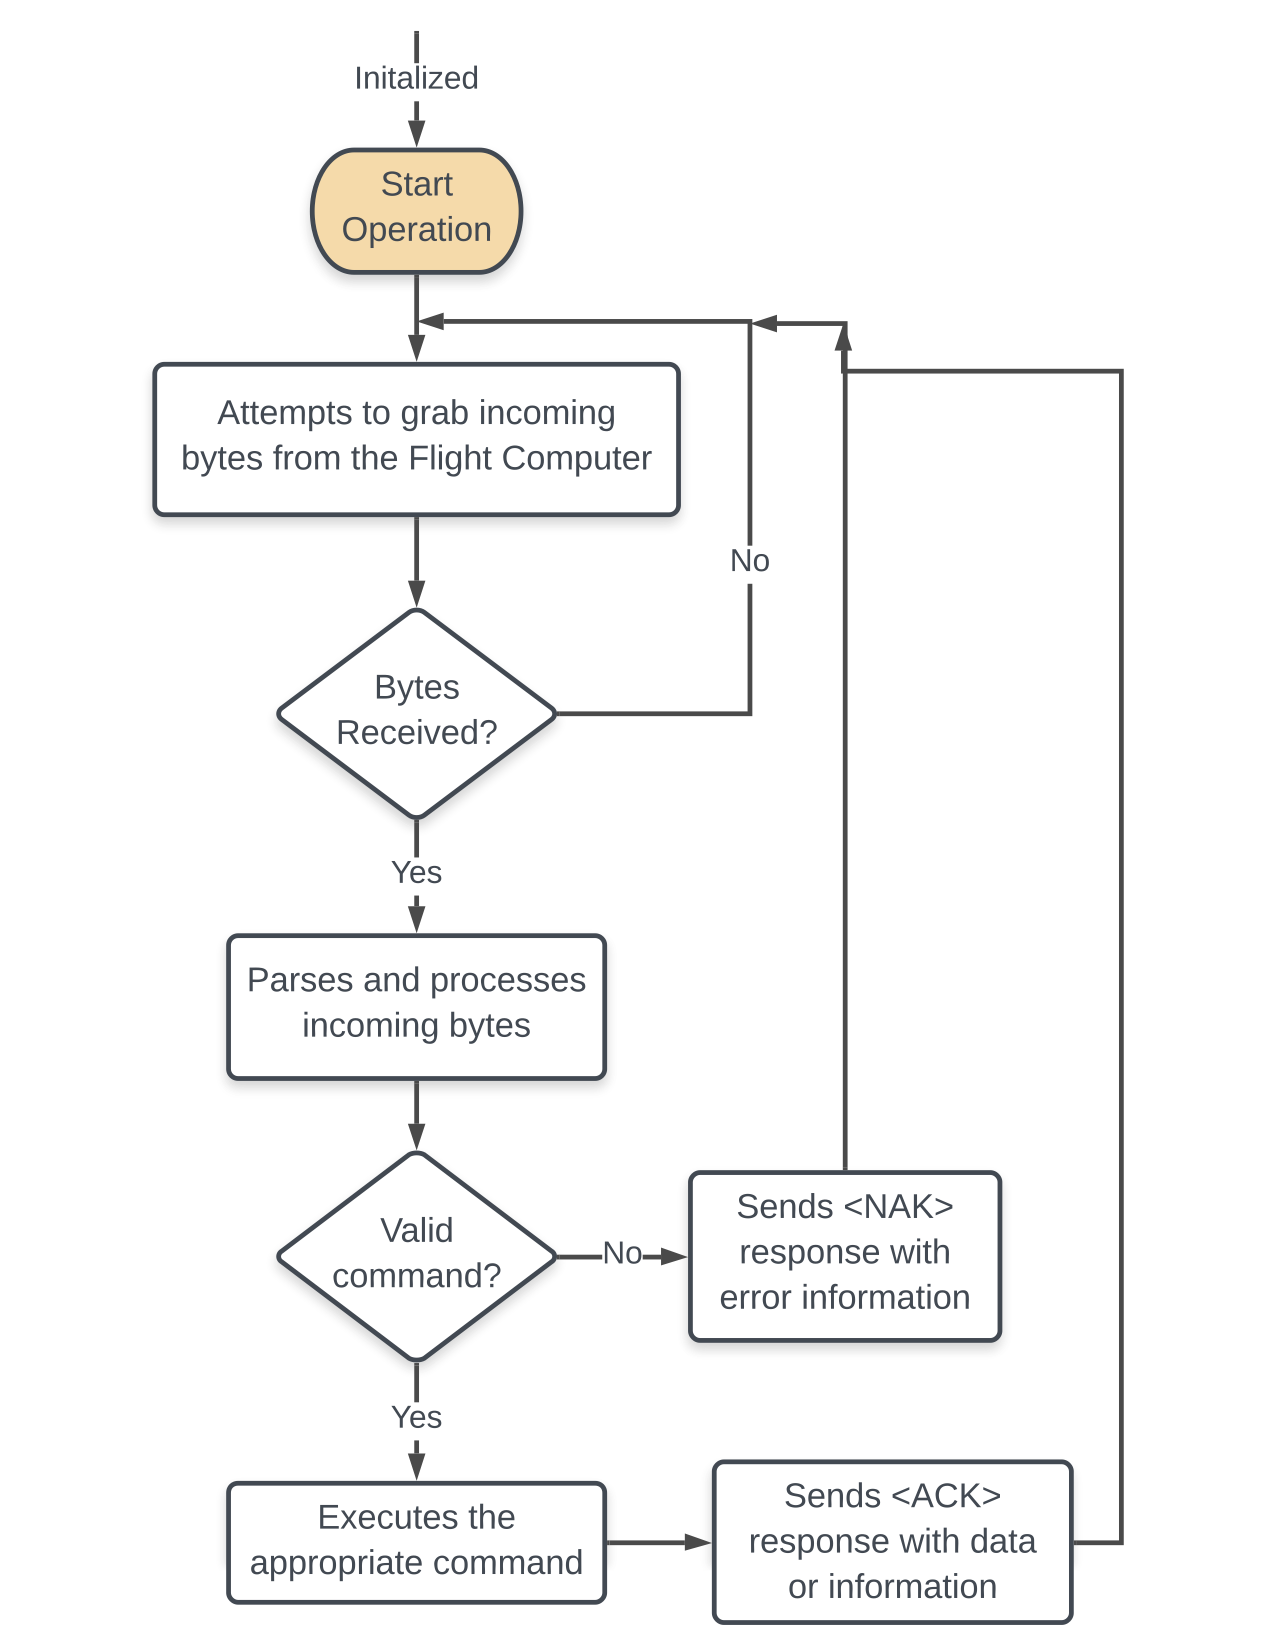 Initalized
Start
Operation
Attempts to grab incoming
bytes from the Flight Computer
No
Bytes
Received?
Yes
Parses and processes
incoming bytes
Valid
command?
No
Sends <NAK>
response with
error information
Yes
Executes the
appropriate command
Sends <ACK>
response with data
or information